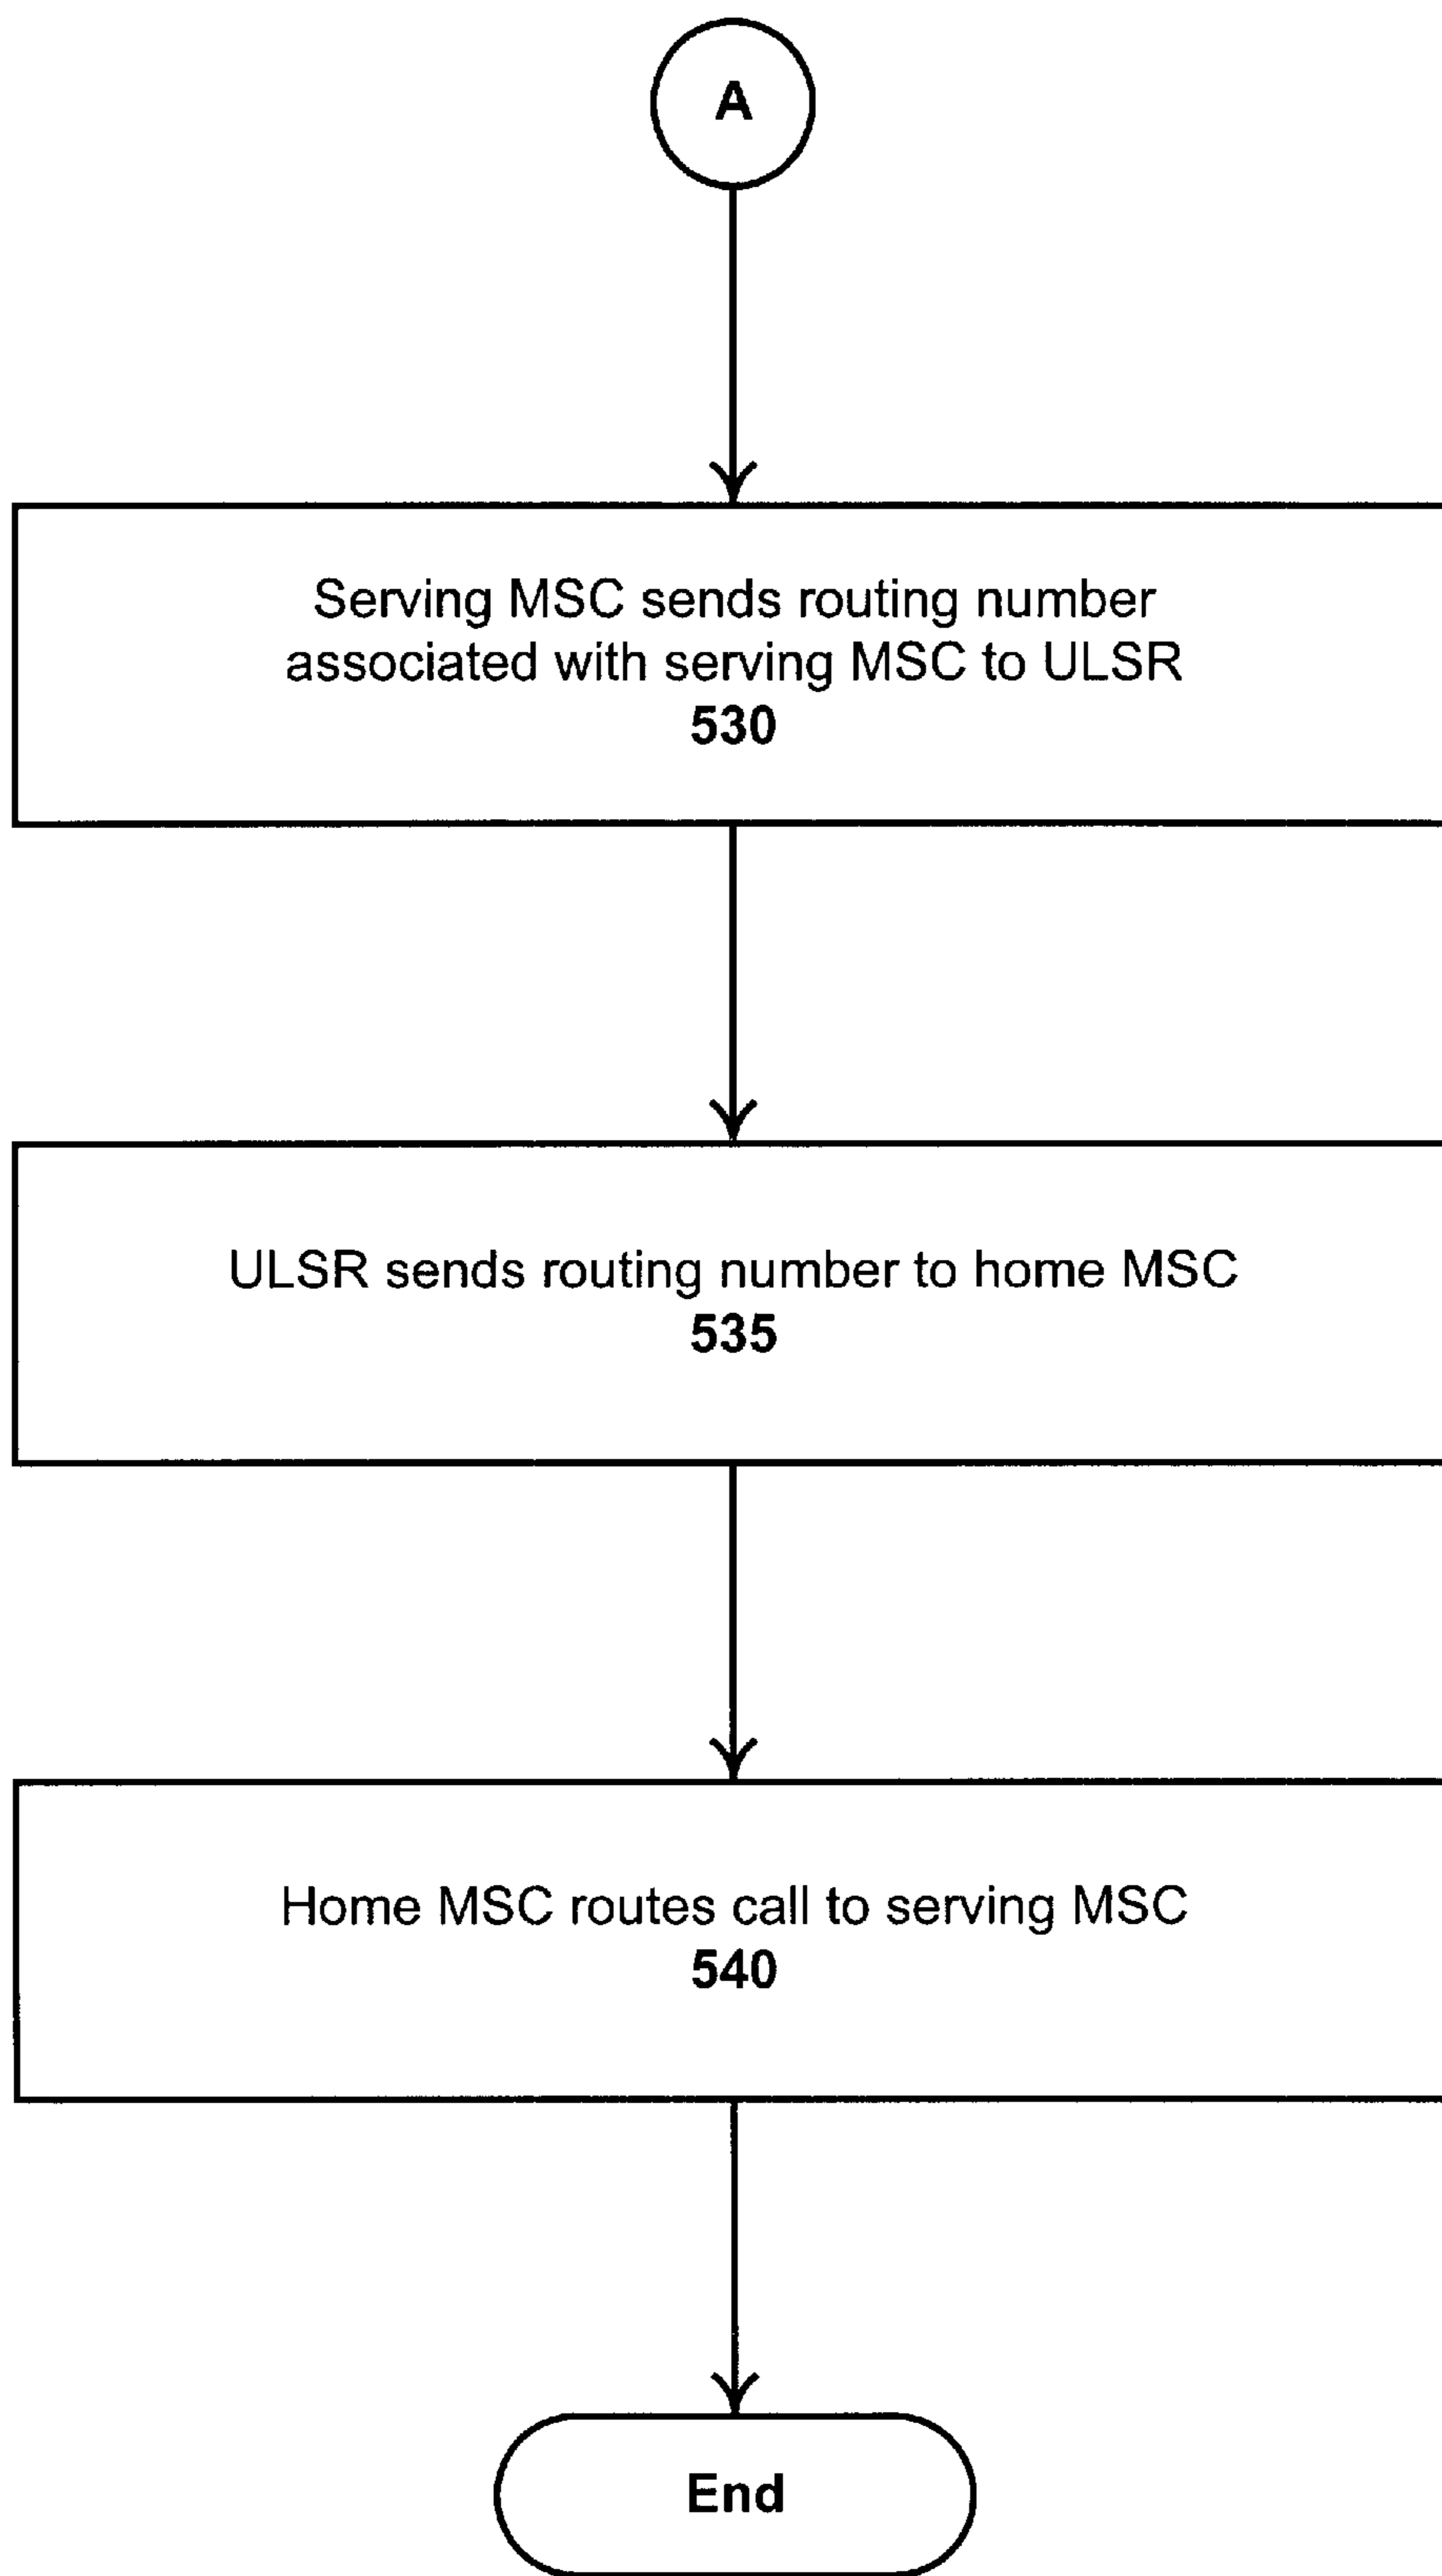 A
Serving MSC sends routing number
associated with serving MSC to ULSR
530
ULSR sends routing number to home MSC
535
Home MSC routes call to serving MSC
540
End